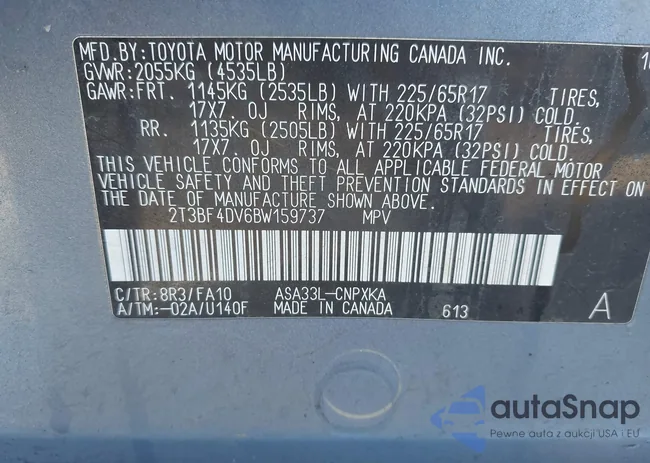 MFD.BY:TOYOTA MOTOR MANUFACTURING CANADA INC.
GVWR:2055KG (4535LB)
GAWR:FRT. 1145KG (2535LB) WITH 225/65R17 TIRES,
17X7. 0J RIMS, AT 220KPA (32PSI) COLD.
RR. 1135KG (2505LB) WITH 225/65R17 TIRES,
17X7. 0J RIMS, AT 220KPA (32PSI) COLD.
THIS VEHICLE CONFORMS TO ALL APPLICABLE FEDERAL MOTOR
VEHICLE SAFETY AND THEFT PREVENTION STANDARDS IN EFFECT ON
THE DATE OF MANUFACTURE SHOWN ABOVE.
2T3BF4DV6BW159737 MPV
C/TR:8R3/FA10 ASA33L-CNPXKA
A/TM:-02A/U140F MADE IN CANADA 613 A
autoSnap
Pewne auta z aukcji USA i EU